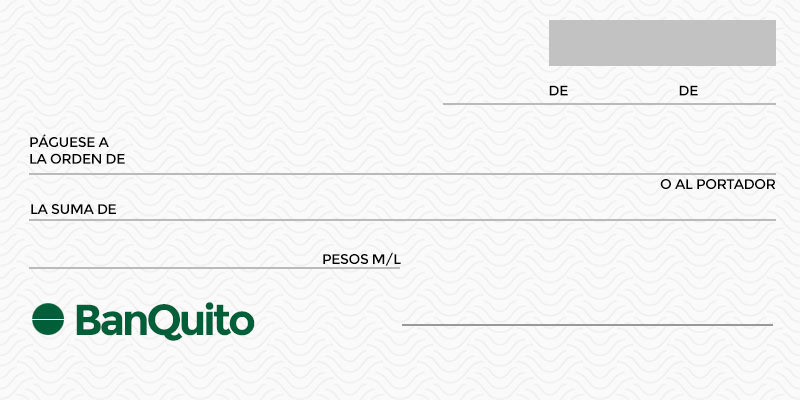 DE DE
PÁGUESE A
LA ORDEN DE
O AL PORTADOR
LA SUMA DE
PESOS M/L
BanQuito